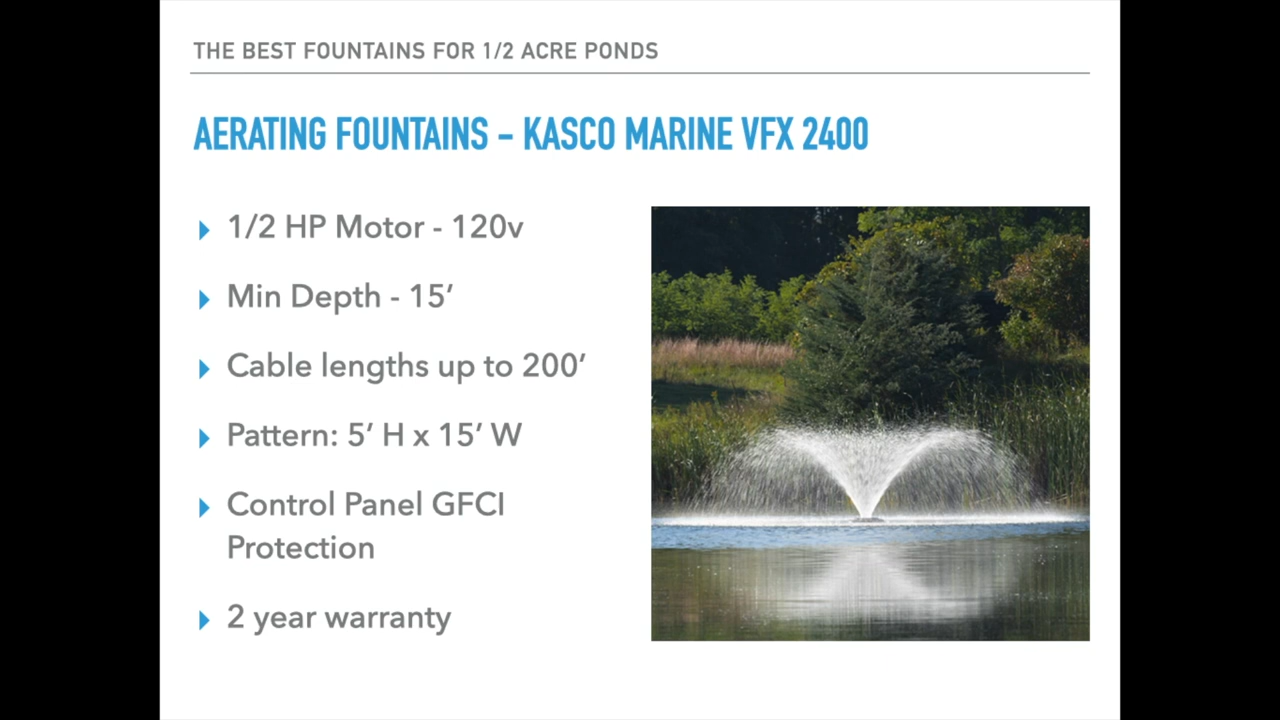 THE BEST FOUNTAINS FOR 1/2 ACRE PONDS
AERATING FOUNTAINS – KASCO MARINE VFX 2400
1/2 HP Motor - 120v
Min Depth - 15′
Cable lengths up to 200′
Pattern: 5′ H x 15′ W
Control Panel GFCI
Protection
2 year warranty